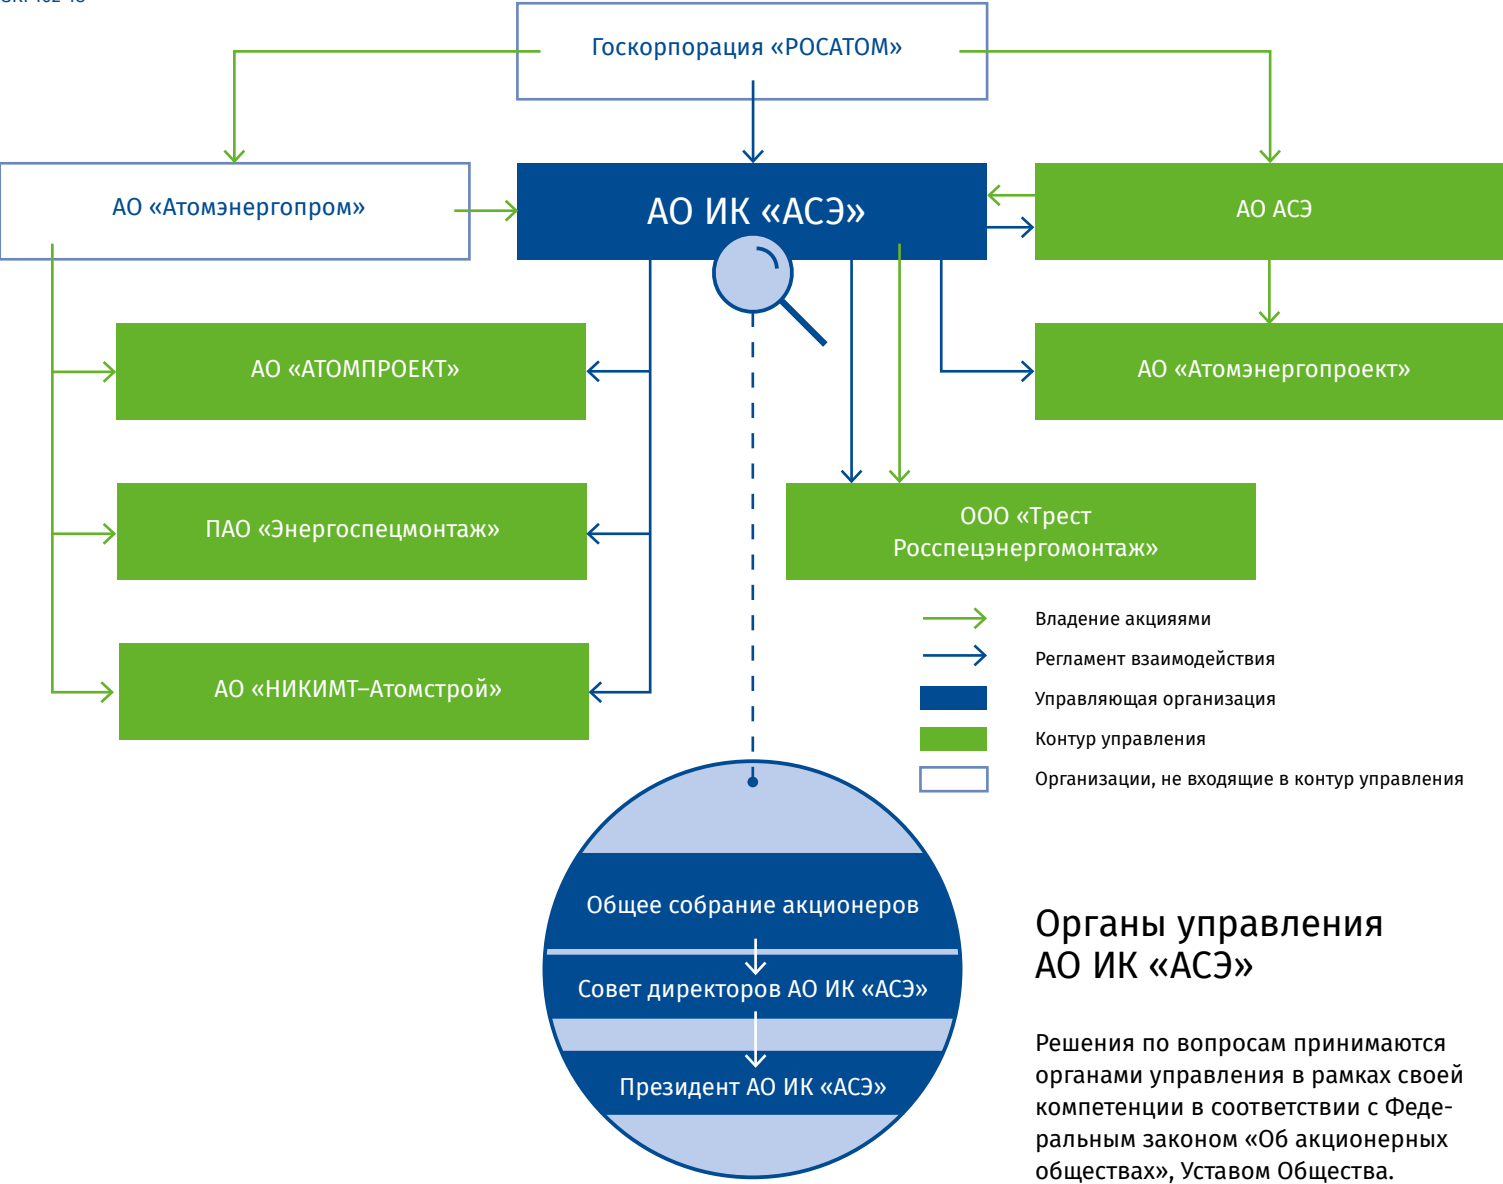 Госкорпорация «РОСАТОМ»
АО «Атомэнергопром»
АО ИК «АСЭ»
АО АСЭ
АО «АТОМПРОЕКТ»
АО «Атомэнергопроект»
ПАО «Энергоспецмонтаж»
ООО «Трест
Росспецэнергомонтаж»
АО «НИКИМТ–Атомстрой»
Владение акцияями
Регламент взаимодействия
Управляющая организация
Контур управления
Организации, не входящие в контур управления
Общее собрание акционеров
Совет директоров АО ИК «АСЭ»
Президент АО ИК «АСЭ»
Органы управления
АО ИК «АСЭ»
Решения по вопросам принимаются
органами управления в рамках своей
компетенции в соответствии с Феде-
ральным законом «Об акционерных
обществах», Уставом Общества.